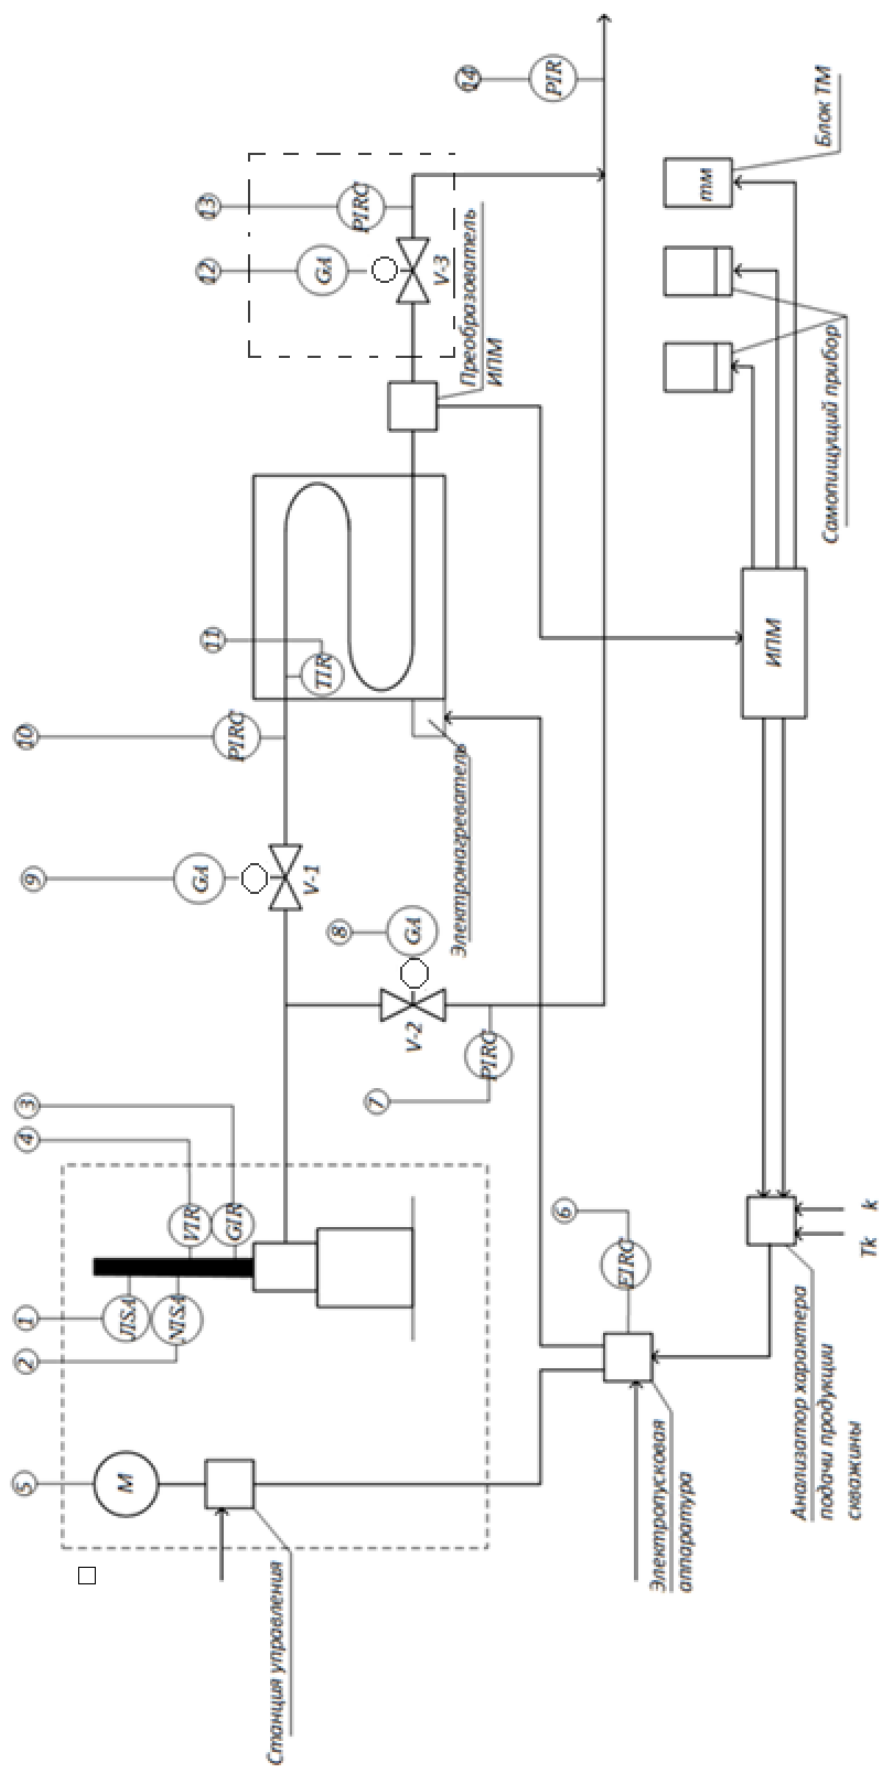 5
2
1
4
3
9
10
M
JISA
NISA
VIR
GIR
GA
PIRC
11
12
13
Станция управления
V-1
TIR
GA
PIRC
7
8
GA
V-2
V-3
14
PIRC
Электронагреватель
Преобразователь
ИПМ
PIR
6
EIRC
Электропусковая
аппаратура
тм
ИПМ
Блок ТМ
Самопищущий прибор
Анализатор характера
подачи продукции
скважины
Tk
k